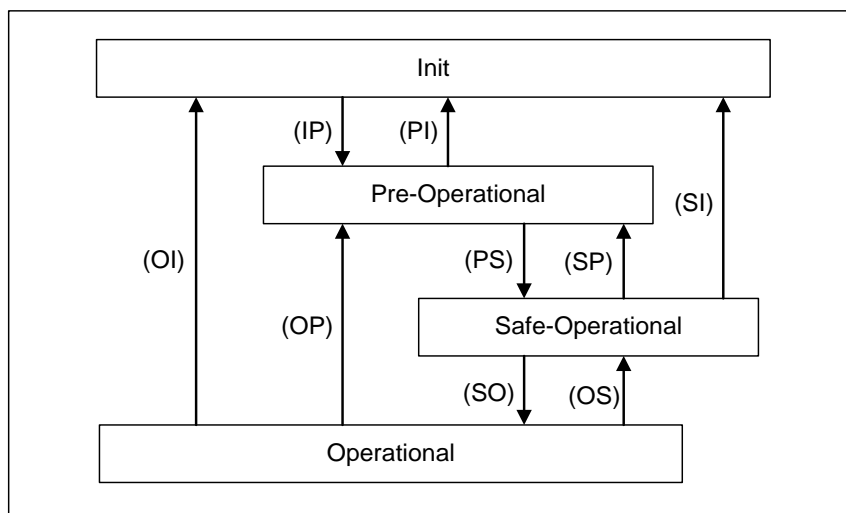 Init
(IP)
(PI)
Pre-Operational
(SI)
(OI)
(PS)
(SP)
(OP)
Safe-Operational
(SO)
(OS)
Operational